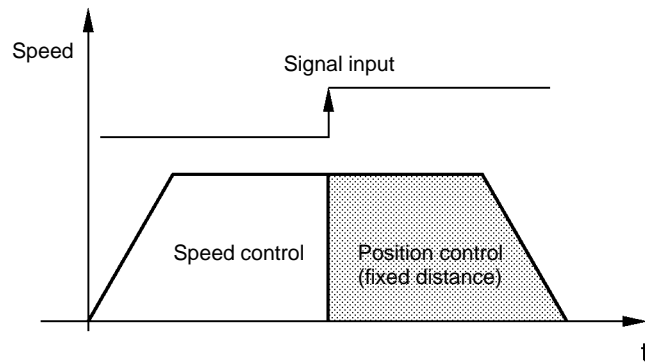 Speed
Signal input
Speed control
Position control
(fixed distance)
t